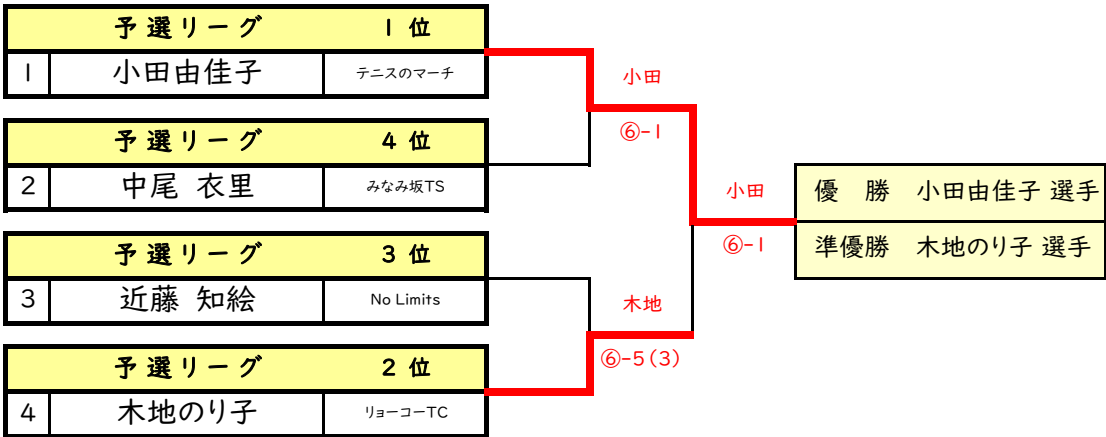 予選リーグ 1 位
1 小田由佳子 テニスのマーチ
小田
⑥-1
予選リーグ 4 位
2 中尾 衣里 みなみ坂TS
小田
⑥-1
優 勝 小田由佳子 選手
準優勝 木地のり子 選手
予選リーグ 3 位
3 近藤 知絵 No Limits
木地
⑥-5(3)
予選リーグ 2 位
4 木地のり子 リョーコーTC